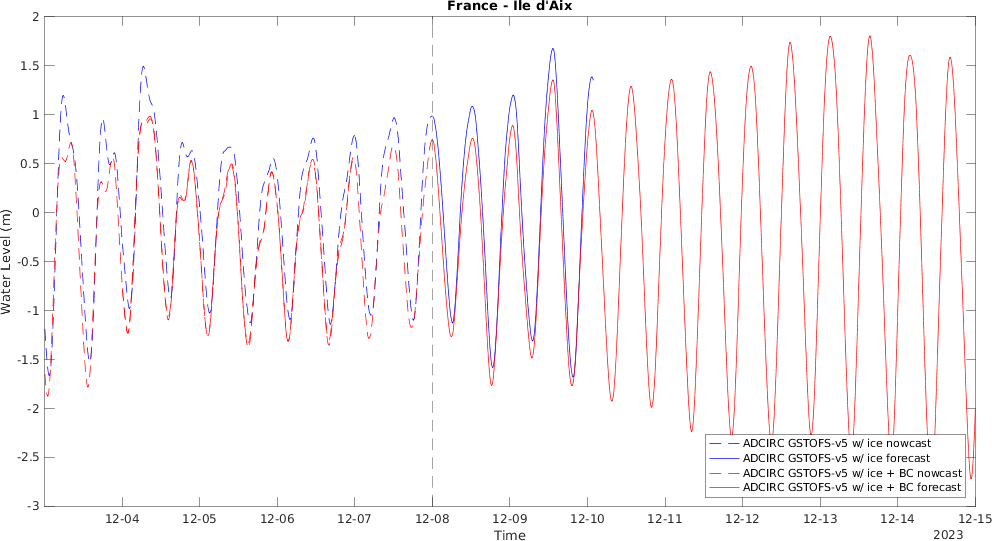 France - Ile d'Aix
2
1.5
1
0.5
0
-0.5
-1
-1.5
-2
-2.5
-3
Water Level (m)
ADCIRC GSTOFS-v5 w/ ice nowcast
ADCIRC GSTOFS-v5 w/ ice forecast
ADCIRC GSTOFS-v5 w/ ice + BC nowcast
ADCIRC GSTOFS-v5 w/ ice + BC forecast
12-04 12-05 12-06 12-07 12-08 12-09 12-10 12-11 12-12 12-13 12-14 12-15
Time
2023